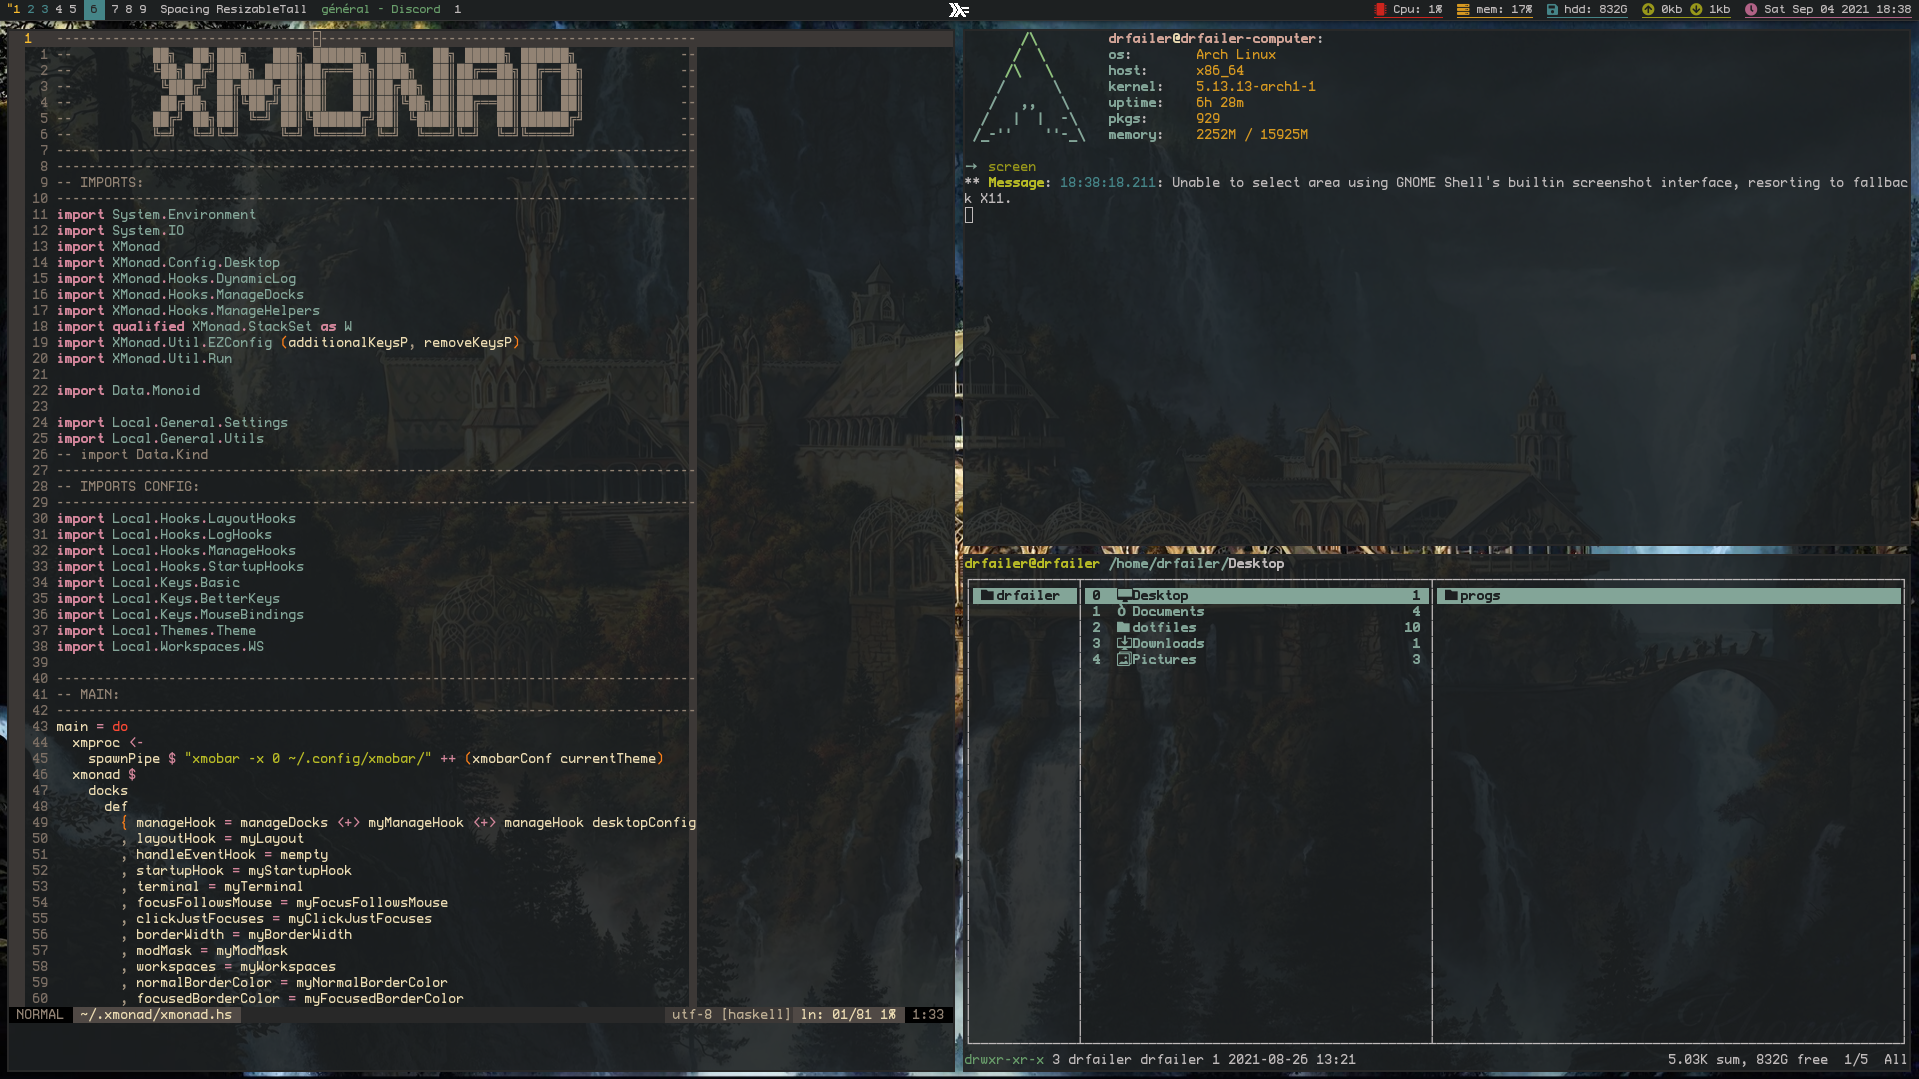 "1 2 3 4 5 6 7 8 9 Spacing ResizableTall général - Discord 1
Cpu: 1% mem: 17% hdd: 832G 0kb 1kb Sat Sep 04 2021 18:38
1 --------------------------------------------------------------------------------
1 -- --
2 -- --
3 -- XMONAD --
4 -- --
5 -- --
6 -- --
7 --------------------------------------------------------------------------------
8 --------------------------------------------------------------------------------
9 -- IMPORTS:
10 --------------------------------------------------------------------------------
11 import System.Environment
12 import System.IO
13 import XMonad
14 import XMonad.Config.Desktop
15 import XMonad.Hooks.DynamicLog
16 import XMonad.Hooks.ManageDocks
17 import XMonad.Hooks.ManageHelpers
18 import qualified XMonad.StackSet as W
19 import XMonad.Util.EZConfig (additionalKeysP, removeKeysP)
20 import XMonad.Util.Run
21
22 import Data.Monoid
23
24 import Local.General.Settings
25 import Local.General.Utils
26 -- import Data.Kind
27 --------------------------------------------------------------------------------
28 -- IMPORTS CONFIG:
29 --------------------------------------------------------------------------------
30 import Local.Hooks.LayoutHooks
31 import Local.Hooks.LogHooks
32 import Local.Hooks.ManageHooks
33 import Local.Hooks.StartupHooks
34 import Local.Keys.Basic
35 import Local.Keys.BetterKeys
36 import Local.Keys.MouseBindings
37 import Local.Themes.Theme
38 import Local.Workspaces.WS
39
40 --------------------------------------------------------------------------------
41 -- MAIN:
42 --------------------------------------------------------------------------------
43 main = do
44 xmproc <-
45 spawnPipe $ "xmobar -x 0 ~/.config/xmobar/" ++ (xmobarConf currentTheme)
46 xmonad $
47 docks
48 def
49 { manageHook = manageDocks <+> myManageHook <+> manageHook desktopConfig
50 , layoutHook = myLayout
51 , handleEventHook = mempty
52 , startupHook = myStartupHook
53 , terminal = myTerminal
54 , focusFollowsMouse = myFocusFollowsMouse
55 , clickJustFocuses = myClickJustFocuses
56 , borderWidth = myBorderWidth
57 , modMask = myModMask
58 , workspaces = myWorkspaces
59 , normalBorderColor = myNormalBorderColor
60 , focusedBorderColor = myFocusedBorderColor
NORMAL ~/.xmonad/xmonad.hs utf-8 [haskell] ln: 01/81 1% 1:33
drfailer@drfailer-computer:
os: Arch Linux
host: x86_64
kernel: 5.13.13-arch1-1
uptime: 6h 28m
pkgs: 929
memory: 2252M / 15925M
→ screen
** Message: 18:38:18.211: Unable to select area using GNOME Shell's builtin screenshot interface, resorting to fallbac
k X11.
drfailer@drfailer /home/drfailer/Desktop
drfailer 0 Desktop 1 progs
1 Documents 4
2 dotfiles 10
3 Downloads 1
4 Pictures 3
drwxr-xr-x 3 drfailer drfailer 1 2021-08-26 13:21 5.03K sum, 832G free 1/5 All